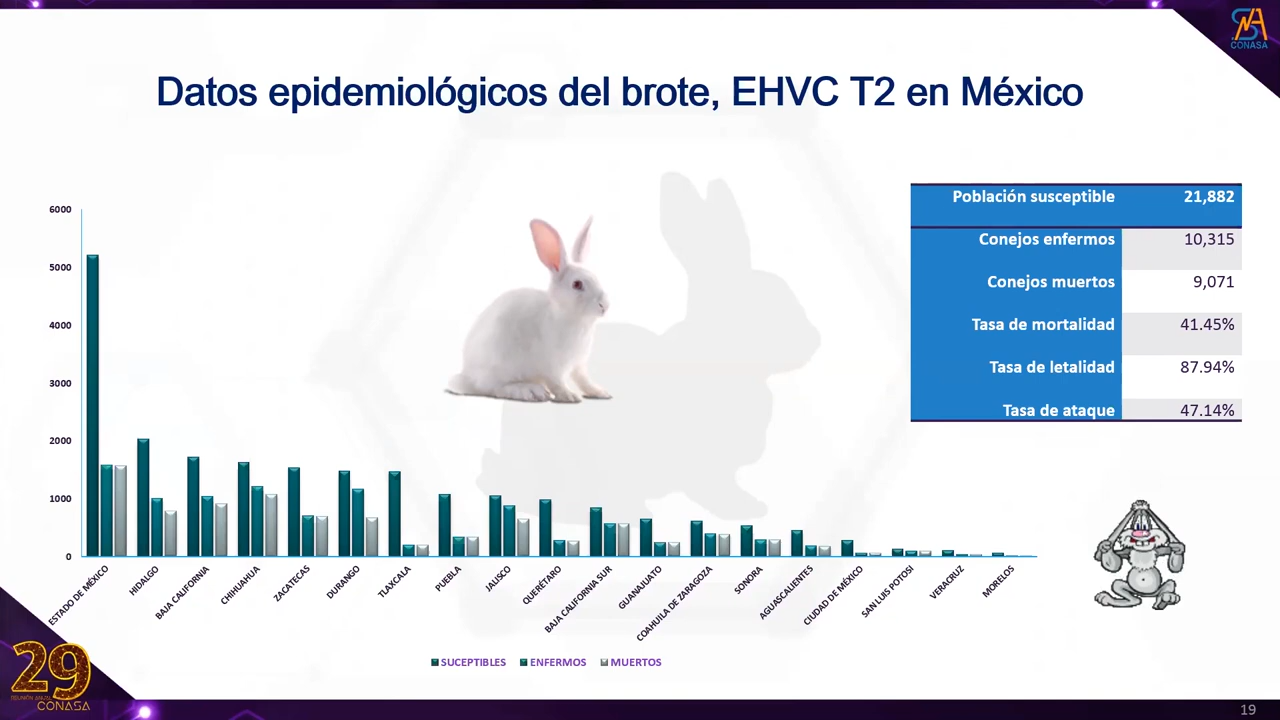 CONASA
Datos epidemiológicos del brote, EHVC T2 en México
Población susceptible 21,882
Conejos enfermos 10,315
Conejos muertos 9,071
Tasa de mortalidad 41.45%
Tasa de letalidad 87.94%
Tasa de ataque 47.14%
6000
5000
4000
3000
2000
1000
0
ESTADO DE MÉXICO
HIDALGO
BAJA CALIFORNIA
CHIHUAHUA
ZACATECAS
DURANGO
TLAXCALA
PUEBLA
JALISCO
QUERÉTARO
BAJA CALIFORNIA SUR
GUANAJUATO
COAHUILA DE ZARAGOZA
SONORA
AGUASCALIENTES
CIUDAD DE MÉXICO
SAN LUIS POTOSI
VERACRUZ
MORELOS
SUCEPTIBLES ENFERMOS MUERTOS
29
REUNIÓN ANUAL
CONASA
19